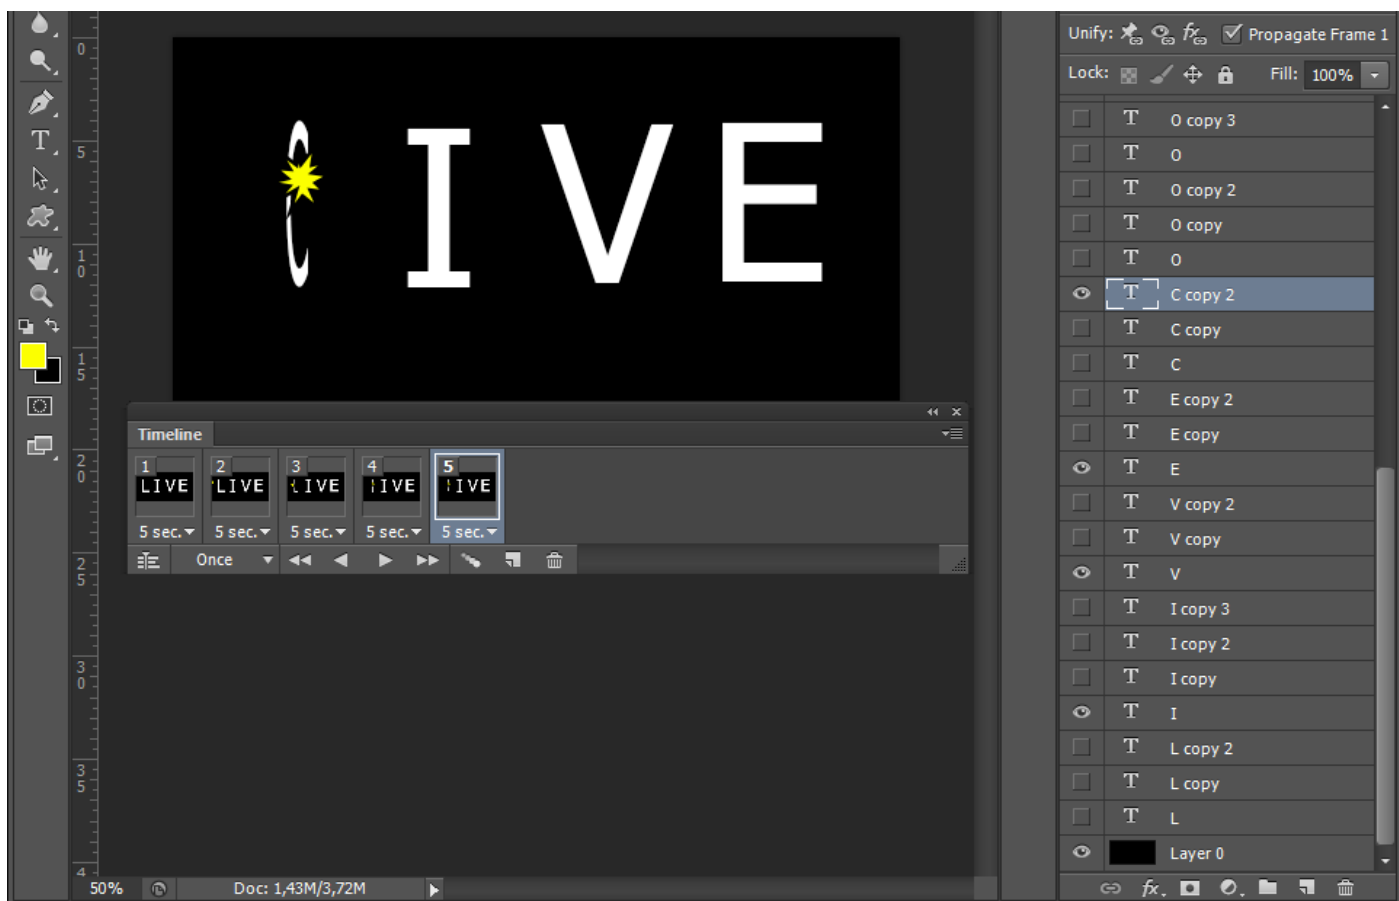 Unify:
Propagate Frame 1
Lock:
Fill: 100%
0
5
10
15
20
25
30
35
4
C I V E
T O copy 3
T O
T O copy 2
T O copy
T O
T C copy 2
T C copy
T C
T E copy 2
T E copy
T E
T V copy 2
T V copy
T V
T I copy 3
T I copy 2
T I copy
T I
T L copy 2
T L copy
T L
Layer 0
Timeline
1 2 3 4 5
LIVE LIVE IVE IVE IVE
5 sec. 5 sec. 5 sec. 5 sec. 5 sec.
Once
50% Doc: 1,43M/3,72M
fx